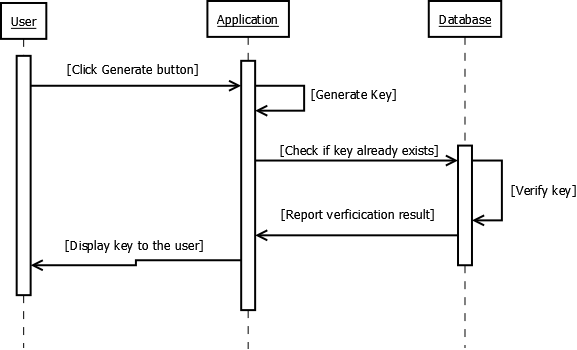 User
Application
Database
[Click Generate button]
[Generate Key]
[Check if key already exists]
[Verify key]
[Report verficication result]
[Display key to the user]